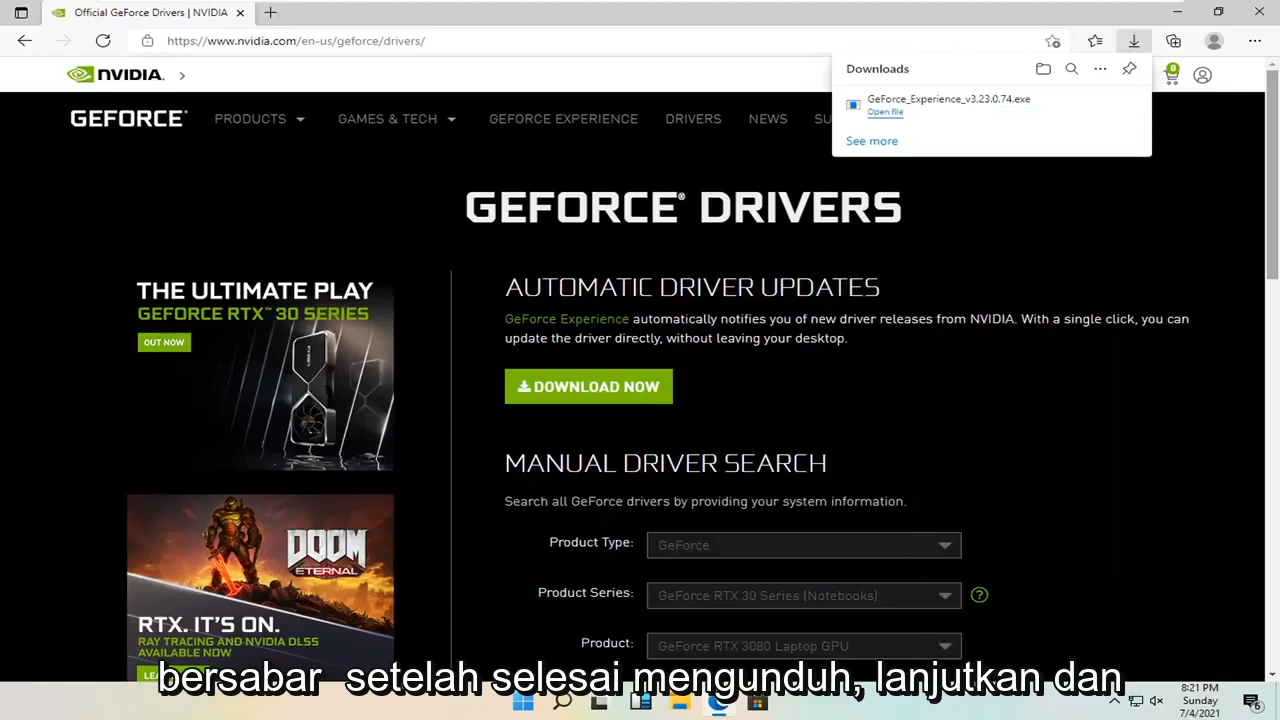 Official GeForce Drivers | NVIDIA
https://www.nvidia.com/en-us/geforce/drivers/
NVIDIA.
0
Downloads
GeForce_Experience_v3.23.0.74.exe
Open file
See more
GEFORCE®
PRODUCTS
GAMES & TECH
GEFORCE EXPERIENCE
DRIVERS
NEWS
SU
GEFORCE® DRIVERS
THE ULTIMATE PLAY
GEFORCE RTX™ 30 SERIES
OUT NOW
AUTOMATIC DRIVER UPDATES
GeForce Experience automatically notifies you of new driver releases from NVIDIA. With a single click, you can
update the driver directly, without leaving your desktop.
DOWNLOAD NOW
MANUAL DRIVER SEARCH
Search all GeForce drivers by providing your system information.
Product Type: GeForce
Product Series: GeForce RTX 30 Series (Notebooks) ?
Product: GeForce RTX 3080 Laptop GPU
DOOM
ETERNAL
RTX. IT'S ON.
RAY TRACING AND NVIDIA DLSS
AVAILABLE NOW
bersabar setelah selesai mengunduh, lanjutkan dan
8:21 PM
Sunday
7/4/2021
6